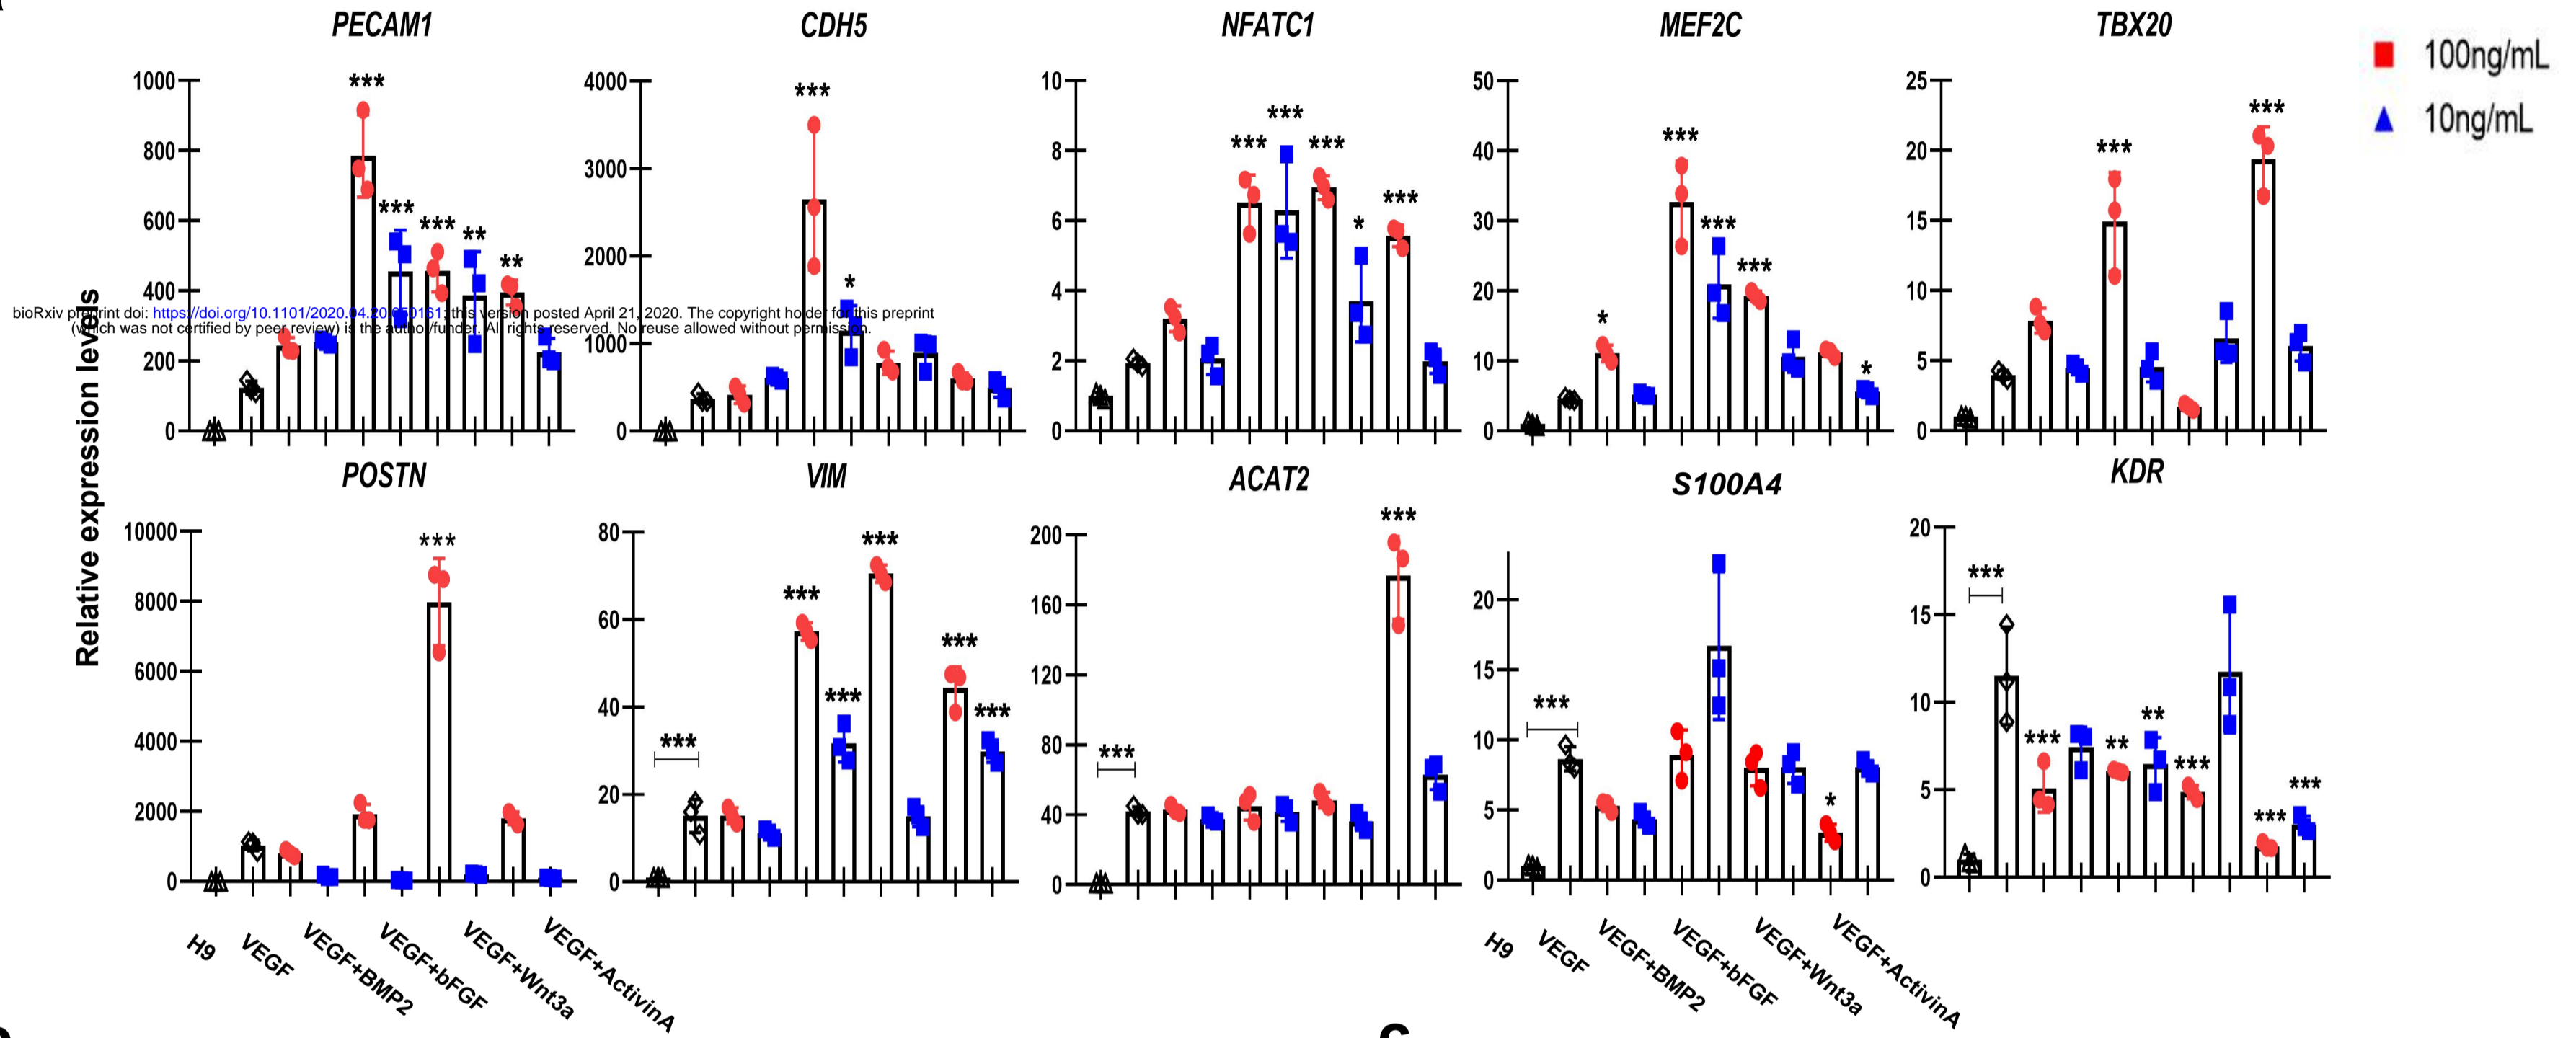 PECAM1 CDH5 NFATC1 MEF2C TBX20
100ng/mL
10ng/mL
1000 800 600 400 200 0
4000 3000 2000 1000 0
10 8 6 4 2 0
50 40 30 20 10 0
25 20 15 10 5 0
*** *** *** *** ** **
*** *
*** *** *** * ***
* *** *** *** *
*** ***
Relative expression levels
bioRxiv preprint doi: https://doi.org/10.1101/2020.04.20. this version posted April 21, 2020. The copyright holder for this preprint
(which was not certified by peer review) is the author/funder. All rights reserved. No reuse allowed without permission.
POSTN VIM ACAT2 S100A4 KDR
10000 8000 6000 4000 2000 0
80 60 40 20 0
200 160 120 80 40 0
20 15 10 5 0
20 15 10 5 0
***
*** *** *** *** *** ***
*** ***
*** *
*** *** ** ** *** *** ***
H9 VEGF VEGF+BMP2 VEGF+bFGF VEGF+Wnt3a VEGF+ActivinA
H9 VEGF VEGF+BMP2 VEGF+bFGF VEGF+Wnt3a VEGF+ActivinA